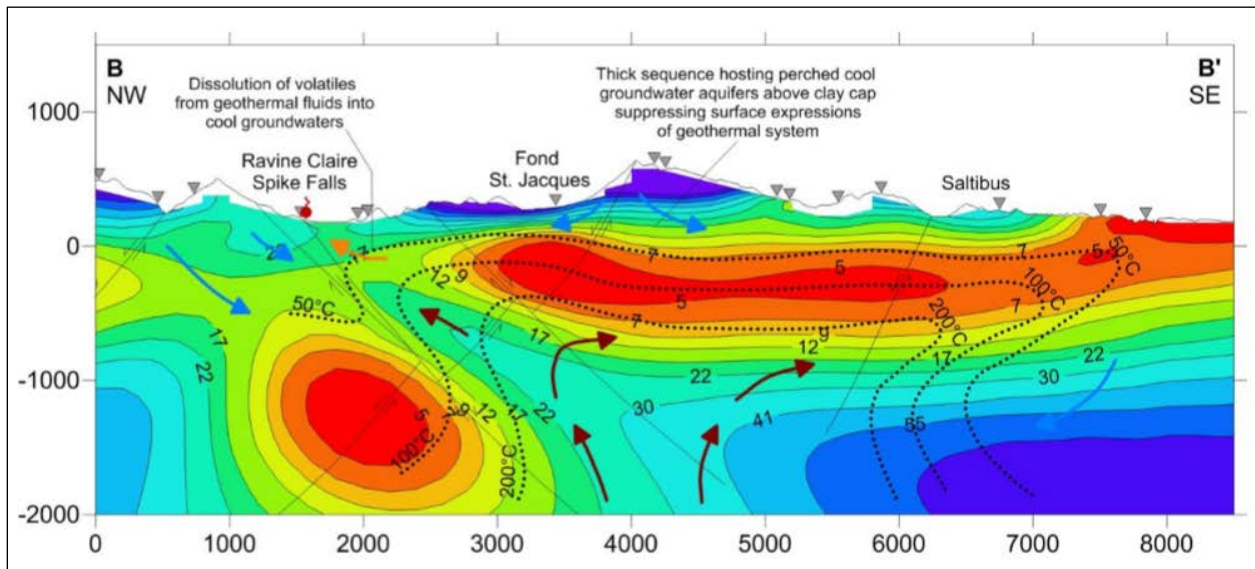 B
NW
B'
SE
Dissolution of volatiles
from geothermal fluids into
cool groundwaters
Thick sequence hosting perched cool
groundwater aquifers above clay cap
suppressing surface expressions
of geothermal system
Ravine Claire
Spike Falls
Fond
St. Jacques
Saltibus
1000
0
-1000
-2000
7
7
5
7
5
50°C
12
9
5
100°C
7
50°C
7
200°C
9
17
12
17
17
22
22
22
30
22
30
41
55
5
7
9
12
17
100°C
200°C
0
1000
2000
3000
4000
5000
6000
7000
8000